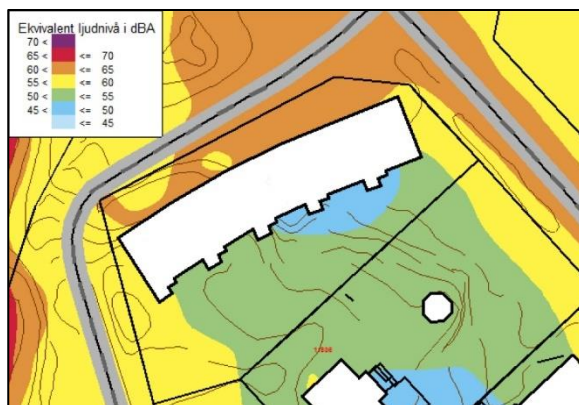 Ekvivalent ljudnivå i dBA
70 <
65 < <= 70
60 < <= 65
55 < <= 60
50 < <= 55
45 < <= 50
<= 45